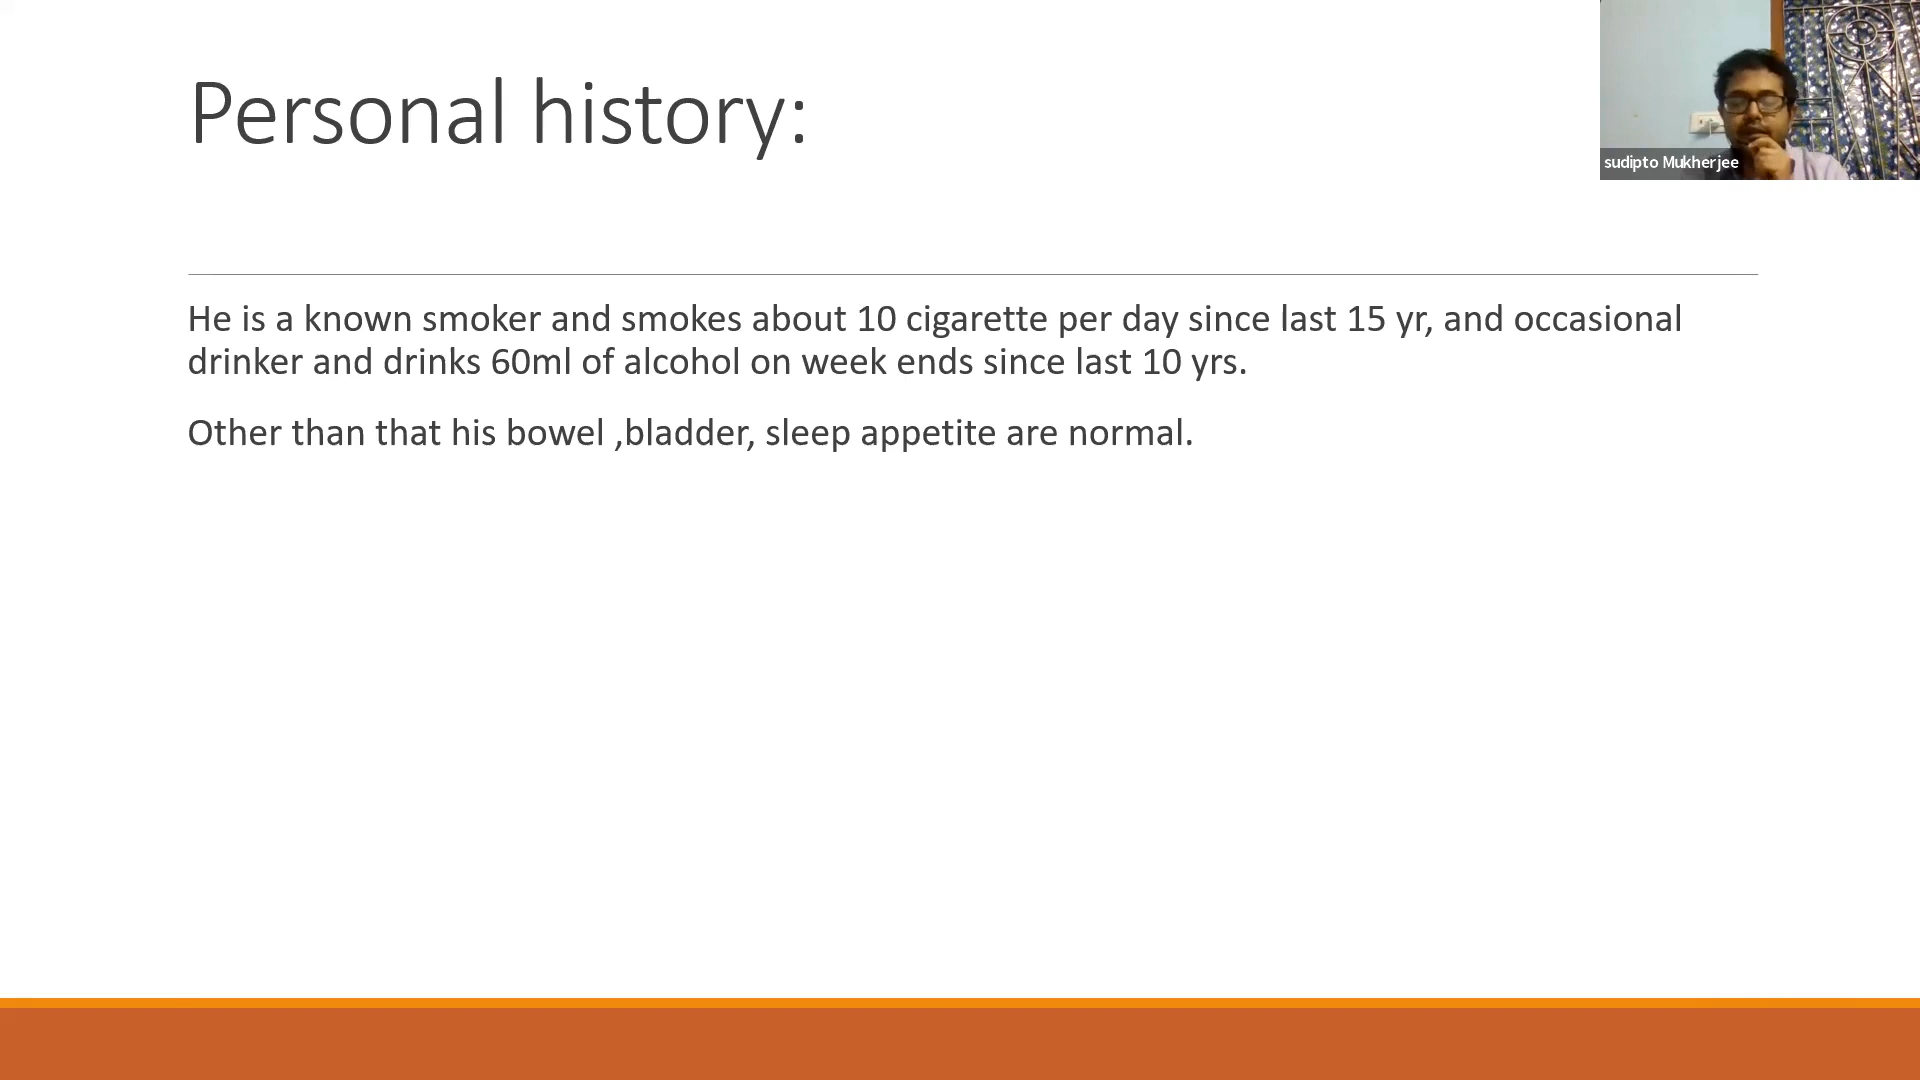 Personal history:
sudipto Mukherjee
He is a known smoker and smokes about 10 cigarette per day since last 15 yr, and occasional
drinker and drinks 60ml of alcohol on week ends since last 10 yrs.
Other than that his bowel ,bladder, sleep appetite are normal.